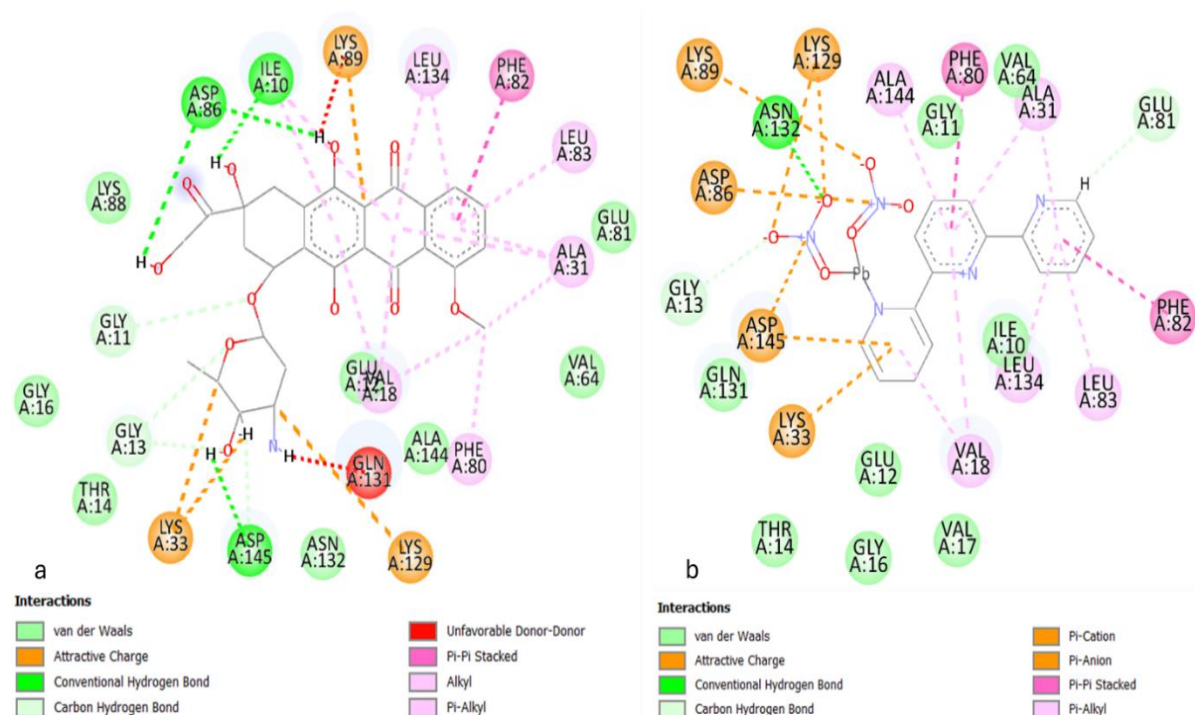 LYS
A:89
ILE
A:10
LEU
A:134
PHE
A:82
ASP
A:86
LEU
A:83
LYS
A:88
GLU
A:81
ALA
A:31
GLY
A:11
GLU
A:12
VAL
A:18
VAL
A:64
GLY
A:16
GLY
A:13
ALA
A:144
PHE
A:80
GLN
A:131
THR
A:14
LYS
A:33
ASP
A:145
ASN
A:132
LYS
A:129
H
H
H
H
H
H
O
O
O
O
O
O
O
O
O
O
O
N
a
Interactions
van der Waals
Attractive Charge
Conventional Hydrogen Bond
Carbon Hydrogen Bond
Unfavorable Donor-Donor
Pi-Pi Stacked
Alkyl
Pi-Alkyl
b
LYS
A:89
LYS
A:129
ALA
A:144
PHE
A:80
VAL
A:64
ALA
A:31
GLY
A:11
GLU
A:81
ASN
A:132
ASP
A:86
GLY
A:13
ASP
A:145
GLN
A:131
LYS
A:33
ILE
A:10
LEU
A:134
LEU
A:83
PHE
A:82
VAL
A:18
GLU
A:12
THR
A:14
GLY
A:16
VAL
A:17
-O
N+
-O
O
O
-O
N+
O
Pb
N
+N
N
H
Interactions
van der Waals
Attractive Charge
Conventional Hydrogen Bond
Carbon Hydrogen Bond
Pi-Cation
Pi-Anion
Pi-Pi Stacked
Pi-Alkyl